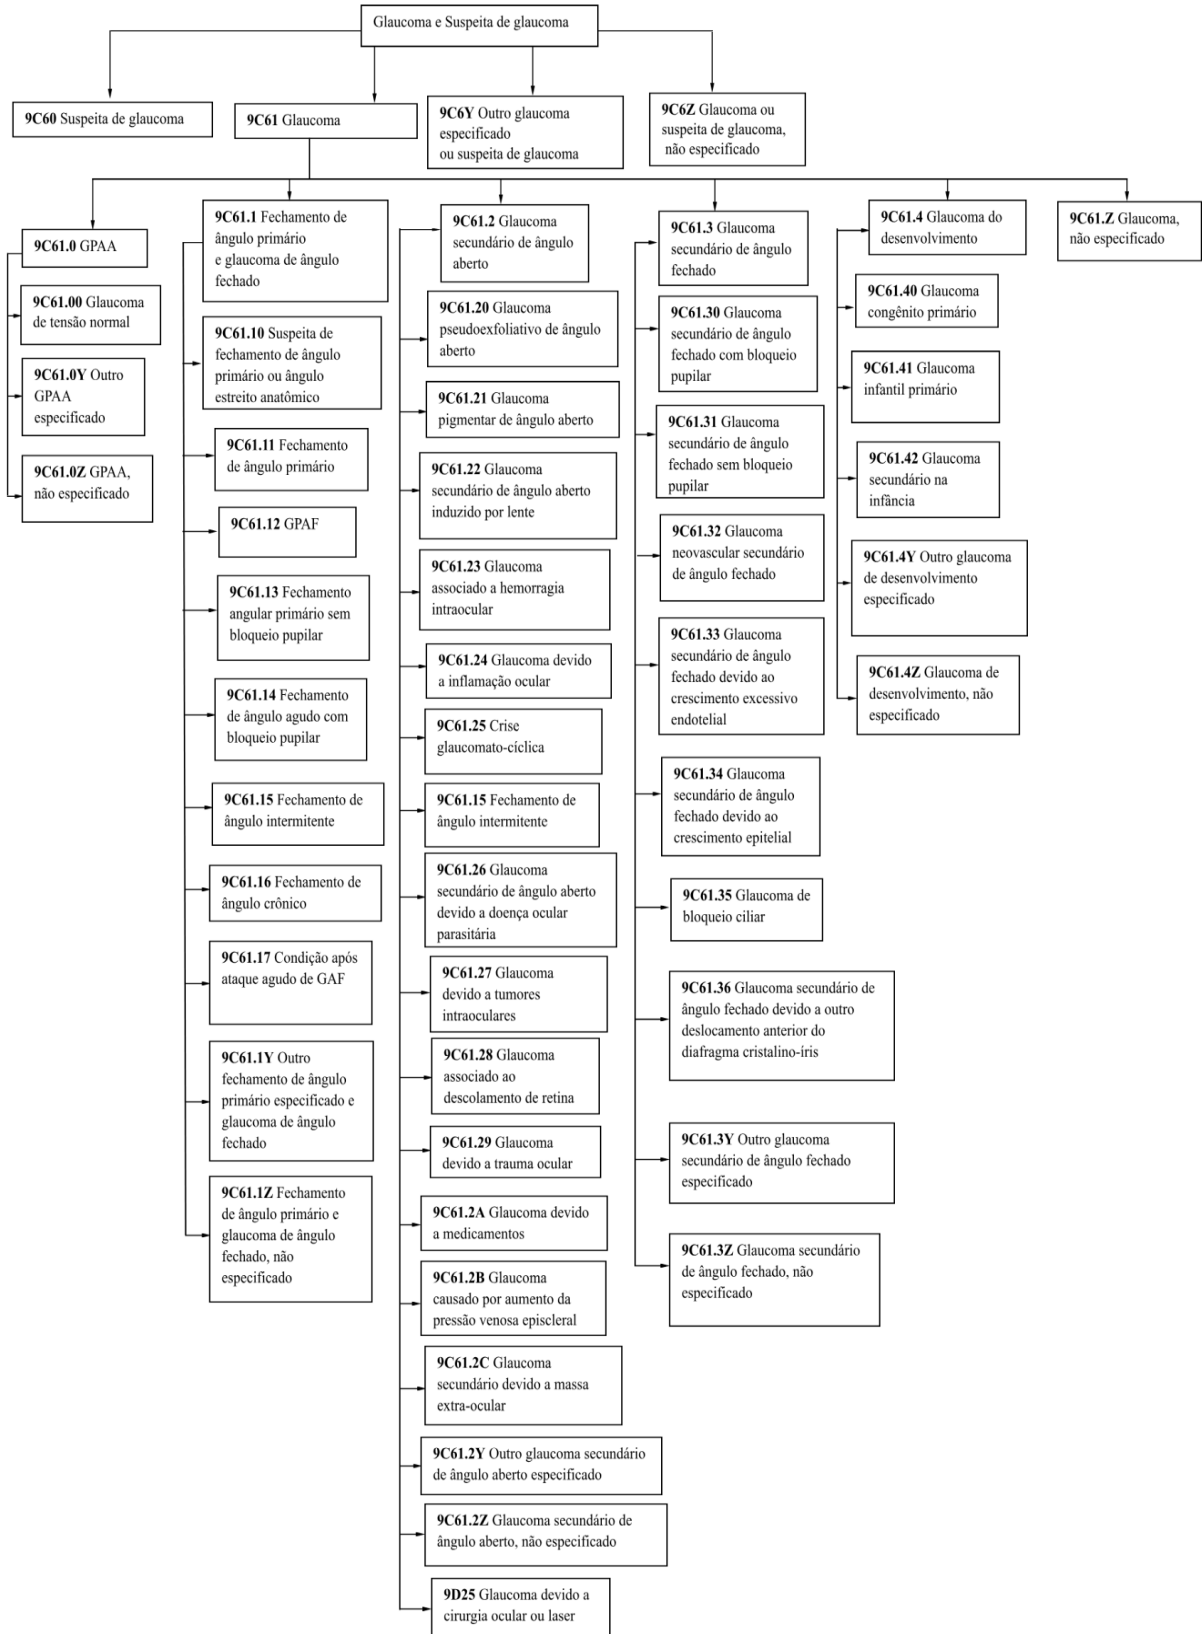 Glaucoma e Suspeita de glaucoma
9C60 Suspeita de glaucoma
9C61 Glaucoma
9C6Y Outro glaucoma
especificado
ou suspeita de glaucoma
9C6Z Glaucoma ou
suspeita de glaucoma,
não especificado
9C61.0 GPAA
9C61.00 Glaucoma
de tensão normal
9C61.0Y Outro
GPAA
especificado
9C61.0Z GPAA,
não especificado
9C61.1 Fechamento de
ângulo primário
e glaucoma de ângulo
fechado
9C61.10 Suspeita de
fechamento de ângulo
primário ou ângulo
estreito anatômico
9C61.11 Fechamento
de ângulo primário
9C61.12 GPAF
9C61.13 Fechamento
angular primário sem
bloqueio pupilar
9C61.14 Fechamento
de ângulo agudo com
bloqueio pupilar
9C61.15 Fechamento de
ângulo intermitente
9C61.16 Fechamento de
ângulo crônico
9C61.17 Condição após
ataque agudo de GAF
9C61.1Y Outro
fechamento de ângulo
primário especificado e
glaucoma de ângulo
fechado
9C61.1Z Fechamento
de ângulo primário e
glaucoma de ângulo
fechado, não
especificado
9C61.2 Glaucoma
secundário de ângulo
aberto
9C61.20 Glaucoma
pseudoexfoliativo de ângulo
aberto
9C61.21 Glaucoma
pigmentar de ângulo aberto
9C61.22 Glaucoma
secundário de ângulo aberto
induzido por lente
9C61.23 Glaucoma
associado a hemorragia
intraocular
9C61.24 Glaucoma devido
a inflamação ocular
9C61.25 Crise
glaucomato-cíclica
9C61.15 Fechamento de
ângulo intermitente
9C61.26 Glaucoma
secundário de ângulo aberto
devido a doença ocular
parasitária
9C61.27 Glaucoma
devido a tumores
intraoculares
9C61.28 Glaucoma
associado ao
descolamento de retina
9C61.29 Glaucoma
devido a trauma ocular
9C61.2A Glaucoma devido
a medicamentos
9C61.2B Glaucoma
causado por aumento da
pressão venosa episcleral
9C61.2C Glaucoma
secundário devido a massa
extra-ocular
9C61.2Y Outro glaucoma secundário
de ângulo aberto especificado
9C61.2Z Glaucoma secundário de
ângulo aberto, não especificado
9D25 Glaucoma devido a
cirurgia ocular ou laser
9C61.3 Glaucoma
secundário de ângulo
fechado
9C61.30 Glaucoma
secundário de ângulo
fechado com bloqueio
pupilar
9C61.31 Glaucoma
secundário de ângulo
fechado sem bloqueio
pupilar
9C61.32 Glaucoma
neovascular secundário
de ângulo fechado
9C61.33 Glaucoma
secundário de ângulo
fechado devido ao
crescimento excessivo
endotelial
9C61.34 Glaucoma
secundário de ângulo
fechado devido ao
crescimento epitelial
9C61.35 Glaucoma de
bloqueio ciliar
9C61.36 Glaucoma secundário de
ângulo fechado devido a outro
deslocamento anterior do
diafragma cristalino-íris
9C61.3Y Outro glaucoma
secundário de ângulo fechado
especificado
9C61.3Z Glaucoma secundário
de ângulo fechado, não
especificado
9C61.4 Glaucoma do
desenvolvimento
9C61.40 Glaucoma
congênito primário
9C61.41 Glaucoma
infantil primário
9C61.42 Glaucoma
secundário na
infância
9C61.4Y Outro glaucoma
de desenvolvimento
especificado
9C61.4Z Glaucoma de
desenvolvimento, não
especificado
9C61.Z Glaucoma,
não especificado